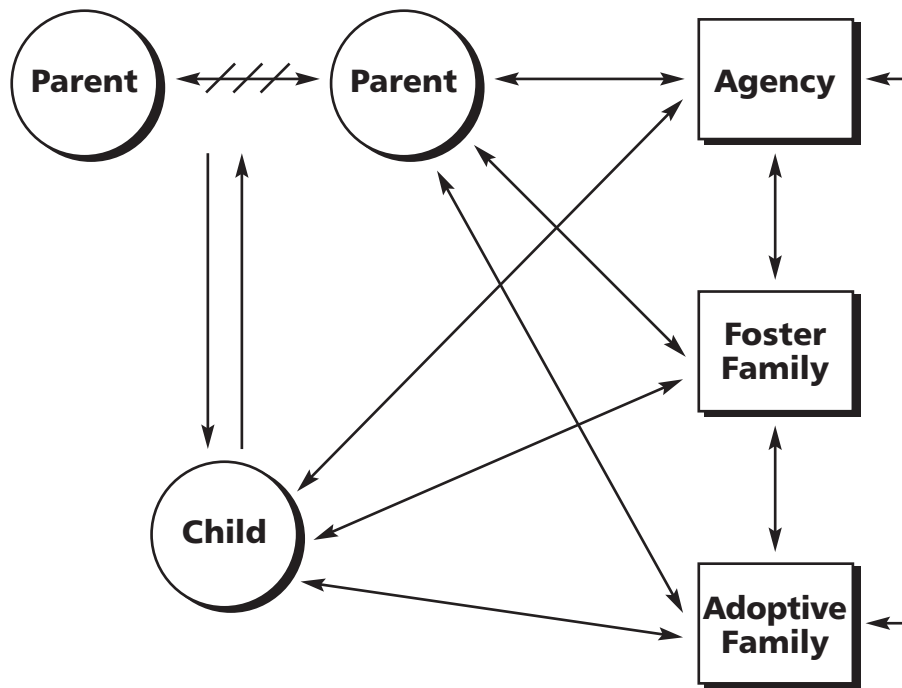 Parent
Parent
Agency
Foster
Family
Child
Adoptive
Family